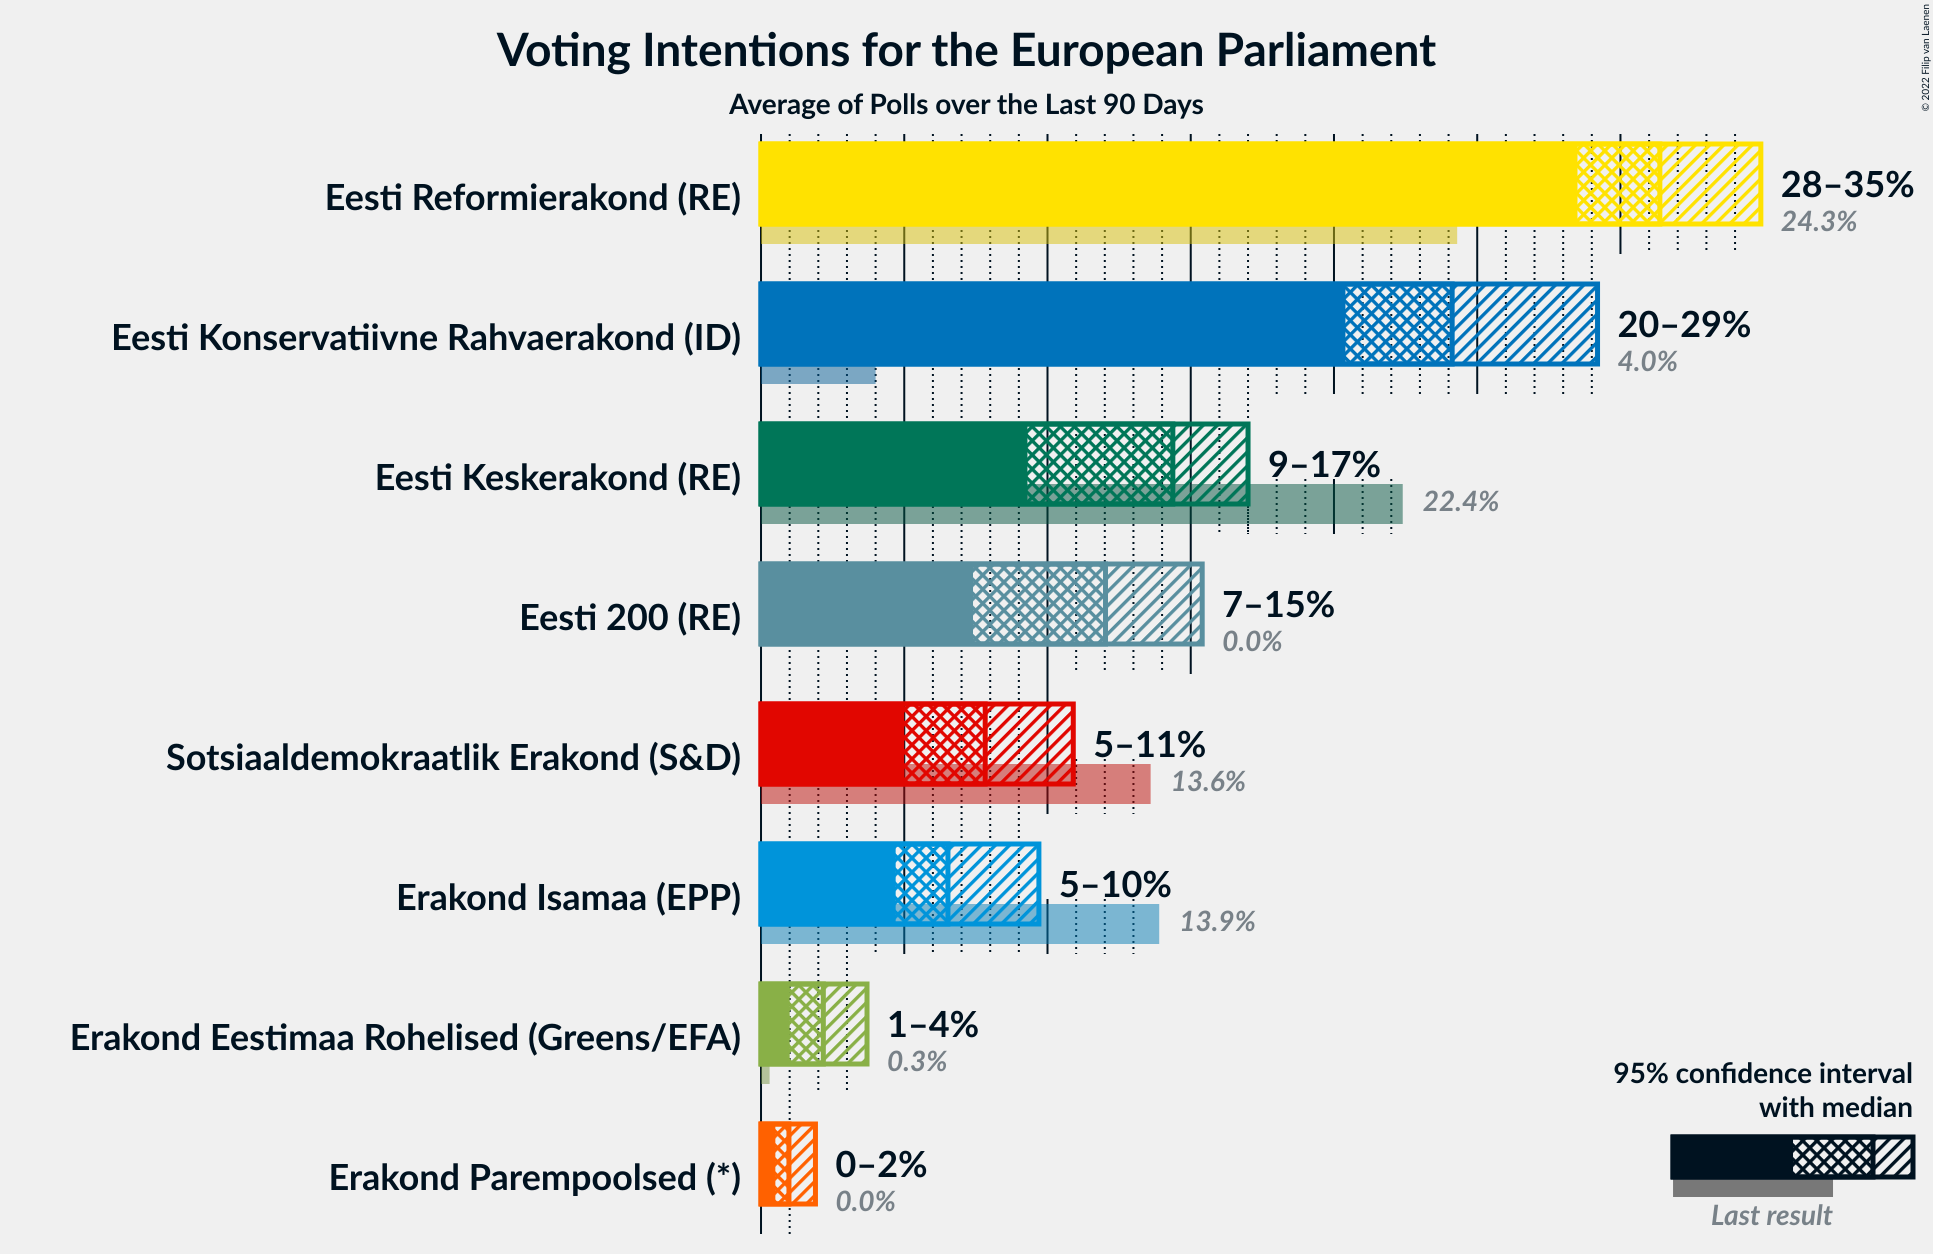 Voting Intentions for the European Parliament
Average of Polls over the Last 90 Days
© 2022 Filip van Laenen
Eesti Reformierakond (RE)
28–35%
24.3%
Eesti Konservatiivne Rahvaerakond (ID)
20–29%
4.0%
Eesti Keskerakond (RE)
9–17%
22.4%
Eesti 200 (RE)
7–15%
0.0%
Sotsiaaldemokraatlik Erakond (S&D)
5–11%
13.6%
Erakond Isamaa (EPP)
5–10%
13.9%
Erakond Eestimaa Rohelised (Greens/EFA)
1–4%
0.3%
Erakond Parempoolsed (*)
0–2%
0.0%
95% confidence interval
with median
Last result